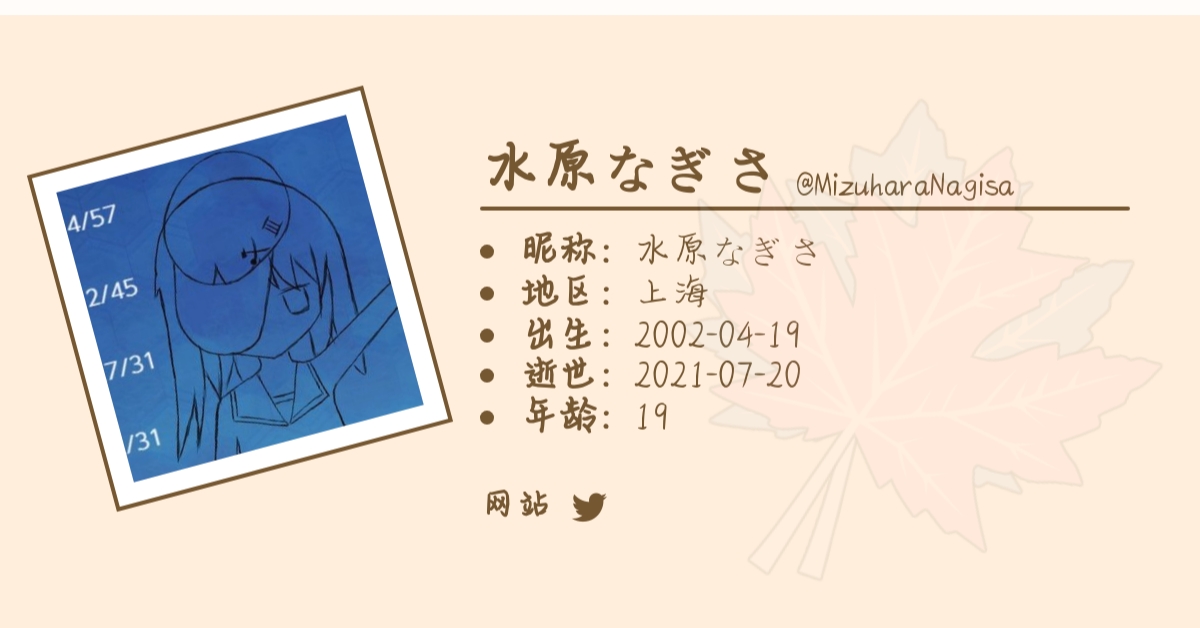 4/57
2/45
7/31
/31
水原なぎさ @MizuharaNagisa
昵称：水原なぎさ
地区：上海
出生：2002-04-19
逝世：2021-07-20
年龄：19
网站